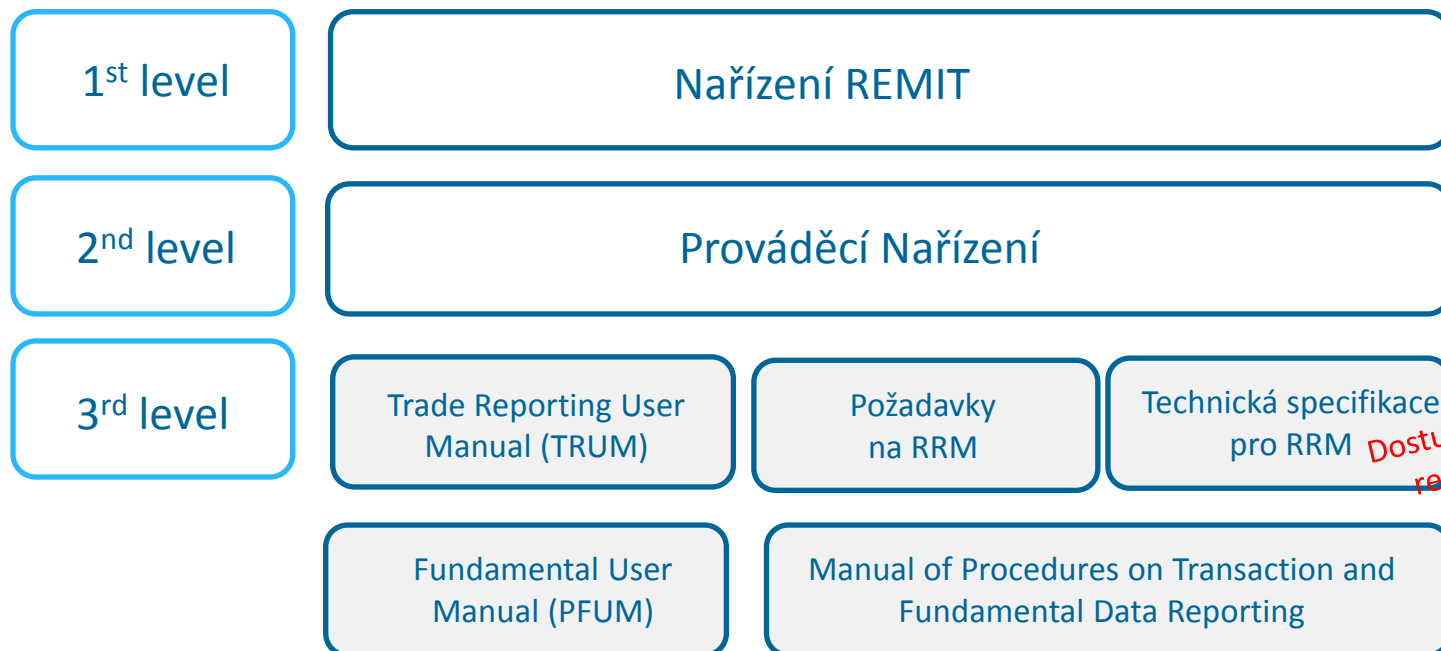 1st level
Nařízení REMIT
2nd level
Prováděcí Nařízení
3rd level
Trade Reporting User
Manual (TRUM)
Požadavky
na RRM
Technická specifikace
pro RRM
Fundamental User
Manual (PFUM)
Manual of Procedures on Transaction and
Fundamental Data Reporting